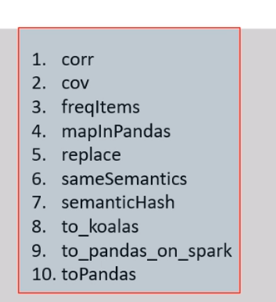 1. corr
2. cov
3. freqItems
4. mapInPandas
5. replace
6. sameSemantics
7. semanticHash
8. to_koalas
9. to_pandas_on_spark
10. toPandas